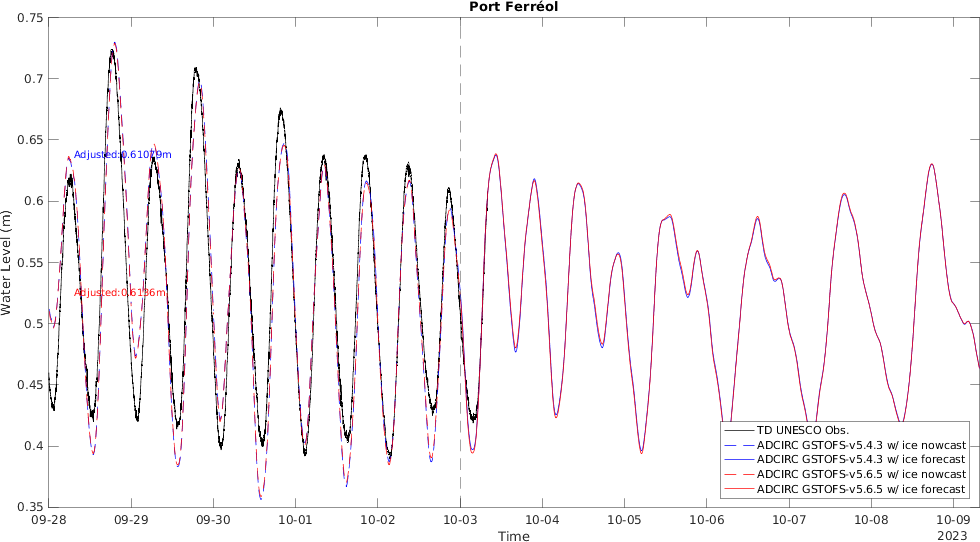 Port Ferréol
0.75
0.7
0.65
0.6
0.55
0.5
0.45
0.4
0.35
Water Level (m)
Adjusted:0.61079m
Adjusted:0.6136m
TD UNESCO Obs.
ADCIRC GSTOFS-v5.4.3 w/ ice nowcast
ADCIRC GSTOFS-v5.4.3 w/ ice forecast
ADCIRC GSTOFS-v5.6.5 w/ ice nowcast
ADCIRC GSTOFS-v5.6.5 w/ ice forecast
09-28 09-29 09-30 10-01 10-02 10-03 10-04 10-05 10-06 10-07 10-08 10-09
Time 2023